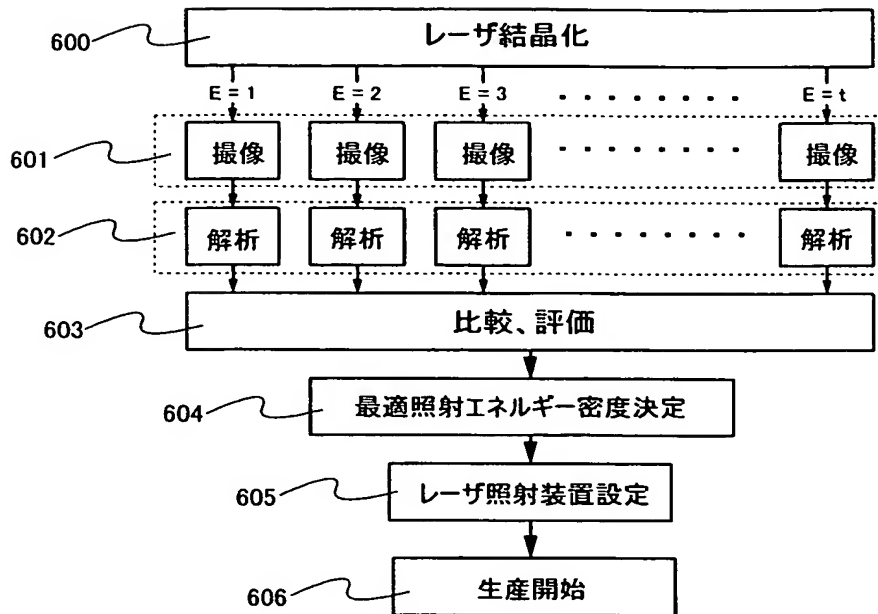 600
レーザ結晶化
E = 1 E = 2 E = 3 ・・・・・・・・ E = t
601
撮像 撮像 撮像 ・・・・・・・・ 撮像
602
解析 解析 解析 ・・・・・・・・ 解析
603
比較、評価
604
最適照射エネルギー密度決定
605
レーザ照射装置設定
606
生産開始